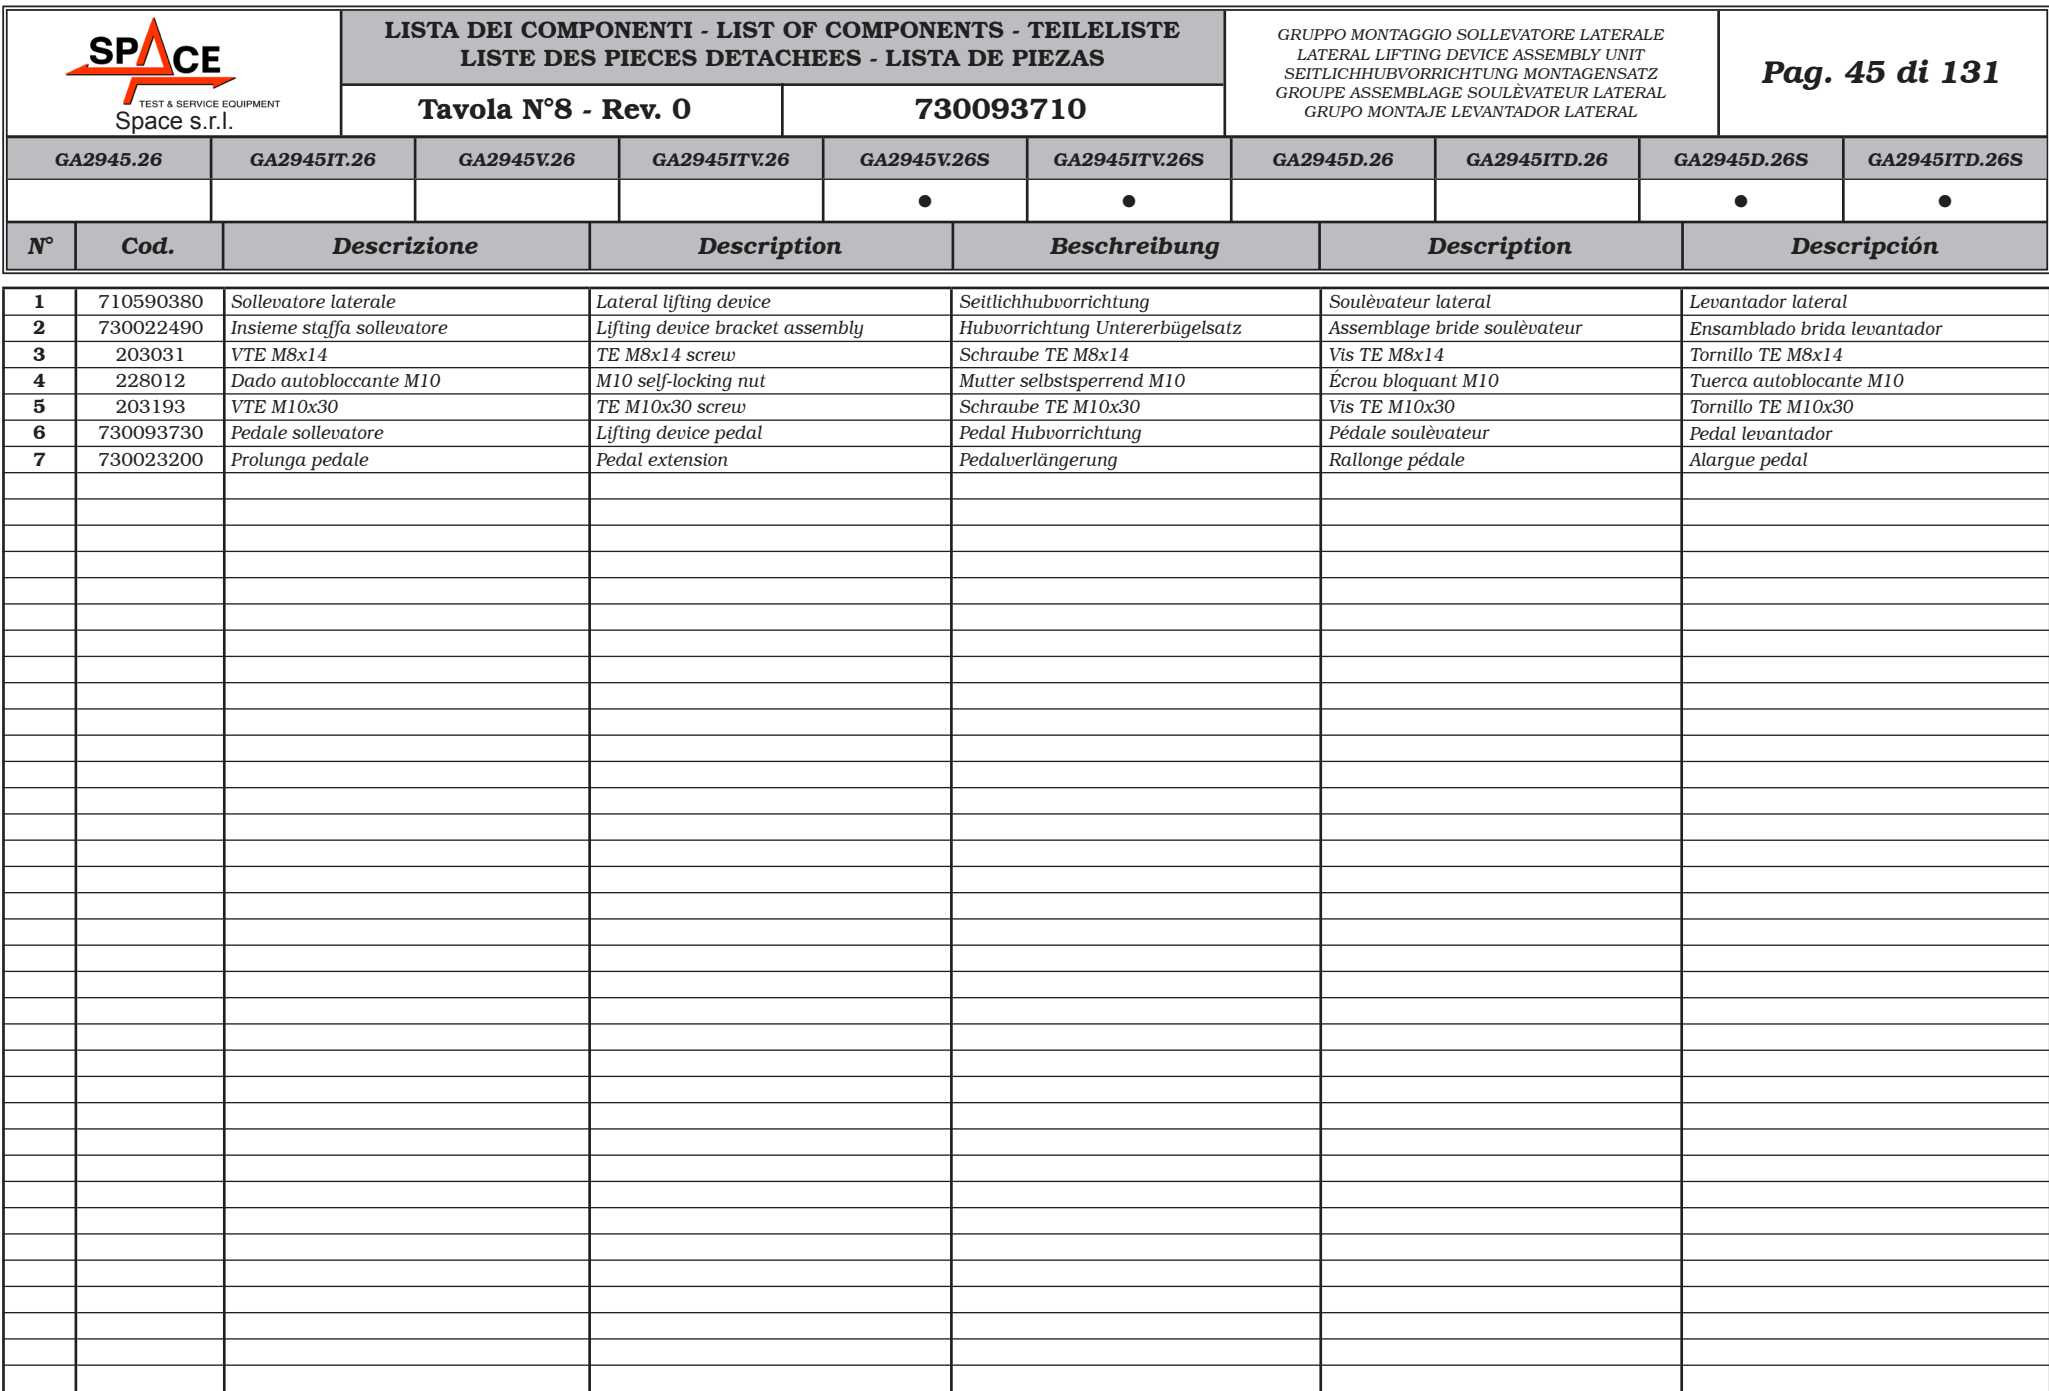 SPACE
TEST & SERVICE EQUIPMENT
Space s.r.l.
LISTA DEI COMPONENTI - LIST OF COMPONENTS - TEILELISTE
LISTE DES PIECES DETACHEES - LISTA DE PIEZAS
Tavola N°8 - Rev. 0 730093710
GRUPPO MONTAGGIO SOLLEVATORE LATERALE
LATERAL LIFTING DEVICE ASSEMBLY UNIT
SEITLICHHUBVORRICHTUNG MONTAGENSATZ
GROUPE ASSEMBLAGE SOULÈVATEUR LATERAL
GRUPO MONTAJE LEVANTADOR LATERAL
Pag. 45 di 131
GA2945.26 GA2945IT.26 GA2945V.26 GA2945ITV.26 GA2945V.26S GA2945ITV.26S GA2945D.26 GA2945ITD.26 GA2945D.26S GA2945ITD.26S
● ● ● ●
N° Cod. Descrizione Description Beschreibung Description Descripción
1 710590380 Sollevatore laterale Lateral lifting device Seitlichhubvorrichtung Soulèvateur lateral Levantador lateral
2 730022490 Insieme staffa sollevatore Lifting device bracket assembly Hubvorrichtung Untererbügelsatz Assemblage bride soulèvateur Ensamblado brida levantador
3 203031 VTE M8x14 TE M8x14 screw Schraube TE M8x14 Vis TE M8x14 Tornillo TE M8x14
4 228012 Dado autobloccante M10 M10 self-locking nut Mutter selbstsperrend M10 Écrou bloquant M10 Tuerca autoblocante M10
5 203193 VTE M10x30 TE M10x30 screw Schraube TE M10x30 Vis TE M10x30 Tornillo TE M10x30
6 730093730 Pedale sollevatore Lifting device pedal Pedal Hubvorrichtung Pédale soulèvateur Pedal levantador
7 730023200 Prolunga pedale Pedal extension Pedalverlängerung Rallonge pédale Alargue pedal